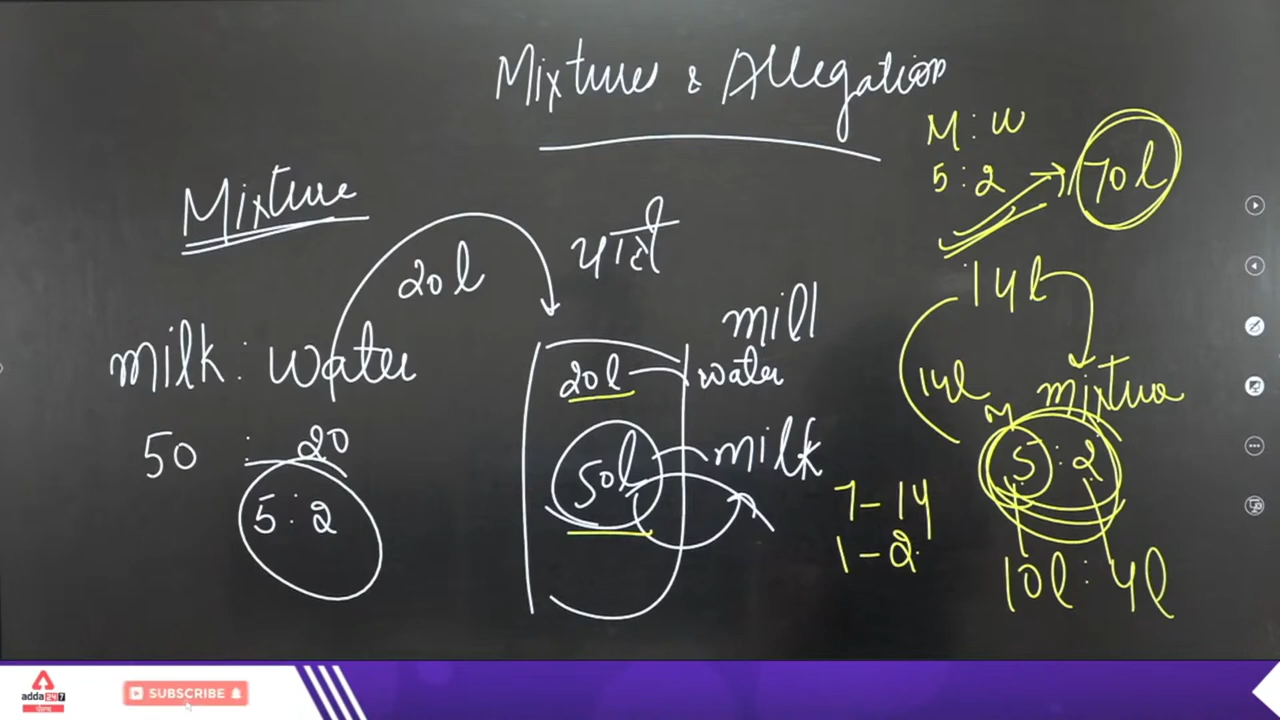 Mixture & Allegation
M : W
5 : 2
70l
Mixture
20l
14l
milk : water
50 : 20
5 : 2
mill
20l
water
50l
milk
14l
mixture
M
5 : 2
7 - 14
1 - 2
10l : 4l
adda247
SUBSCRIBE